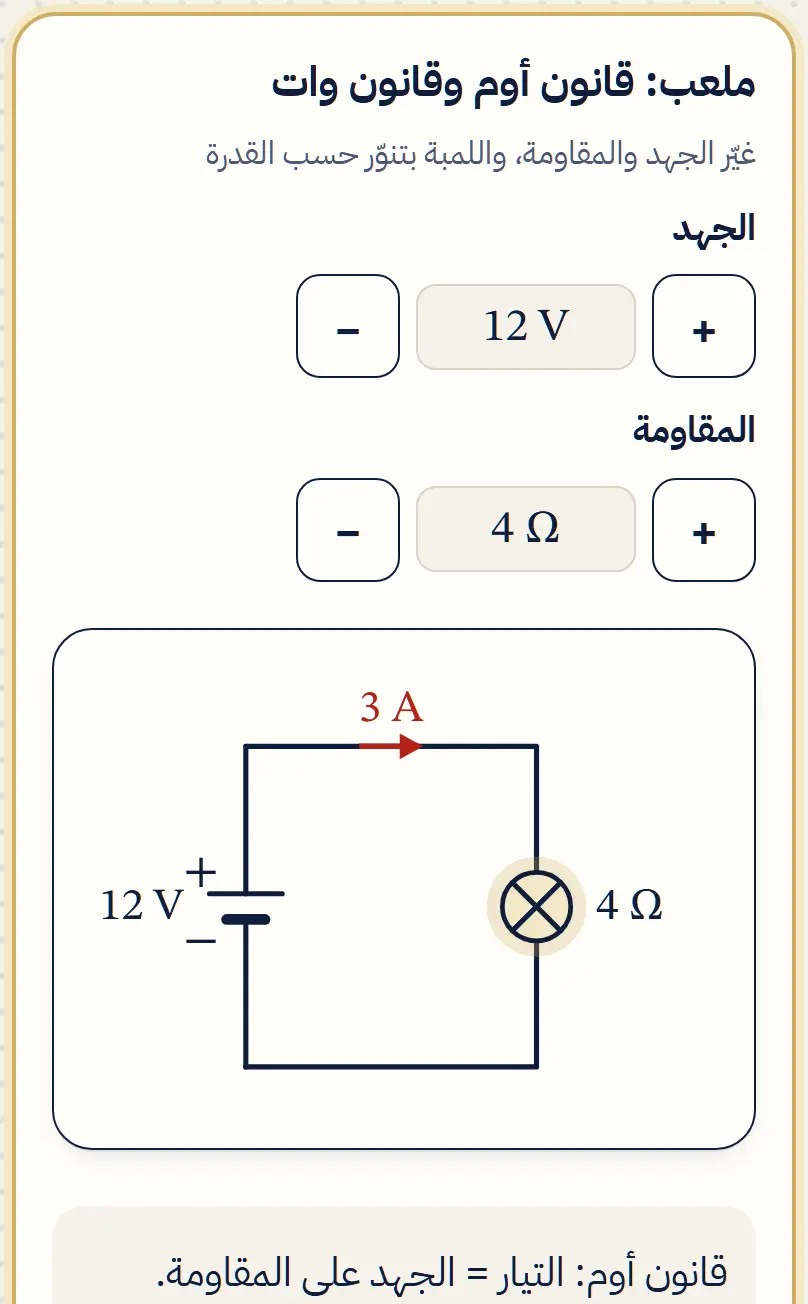 ملعب: قانون أوم وقانون وات
غيّر الجهد والمقاومة، واللمبة بتنوّر حسب القدرة
الجهد
+
12 V
−
المقاومة
+
4 Ω
−
3 A
+
12 V
−
4 Ω
قانون أوم: التيار = الجهد على المقاومة.